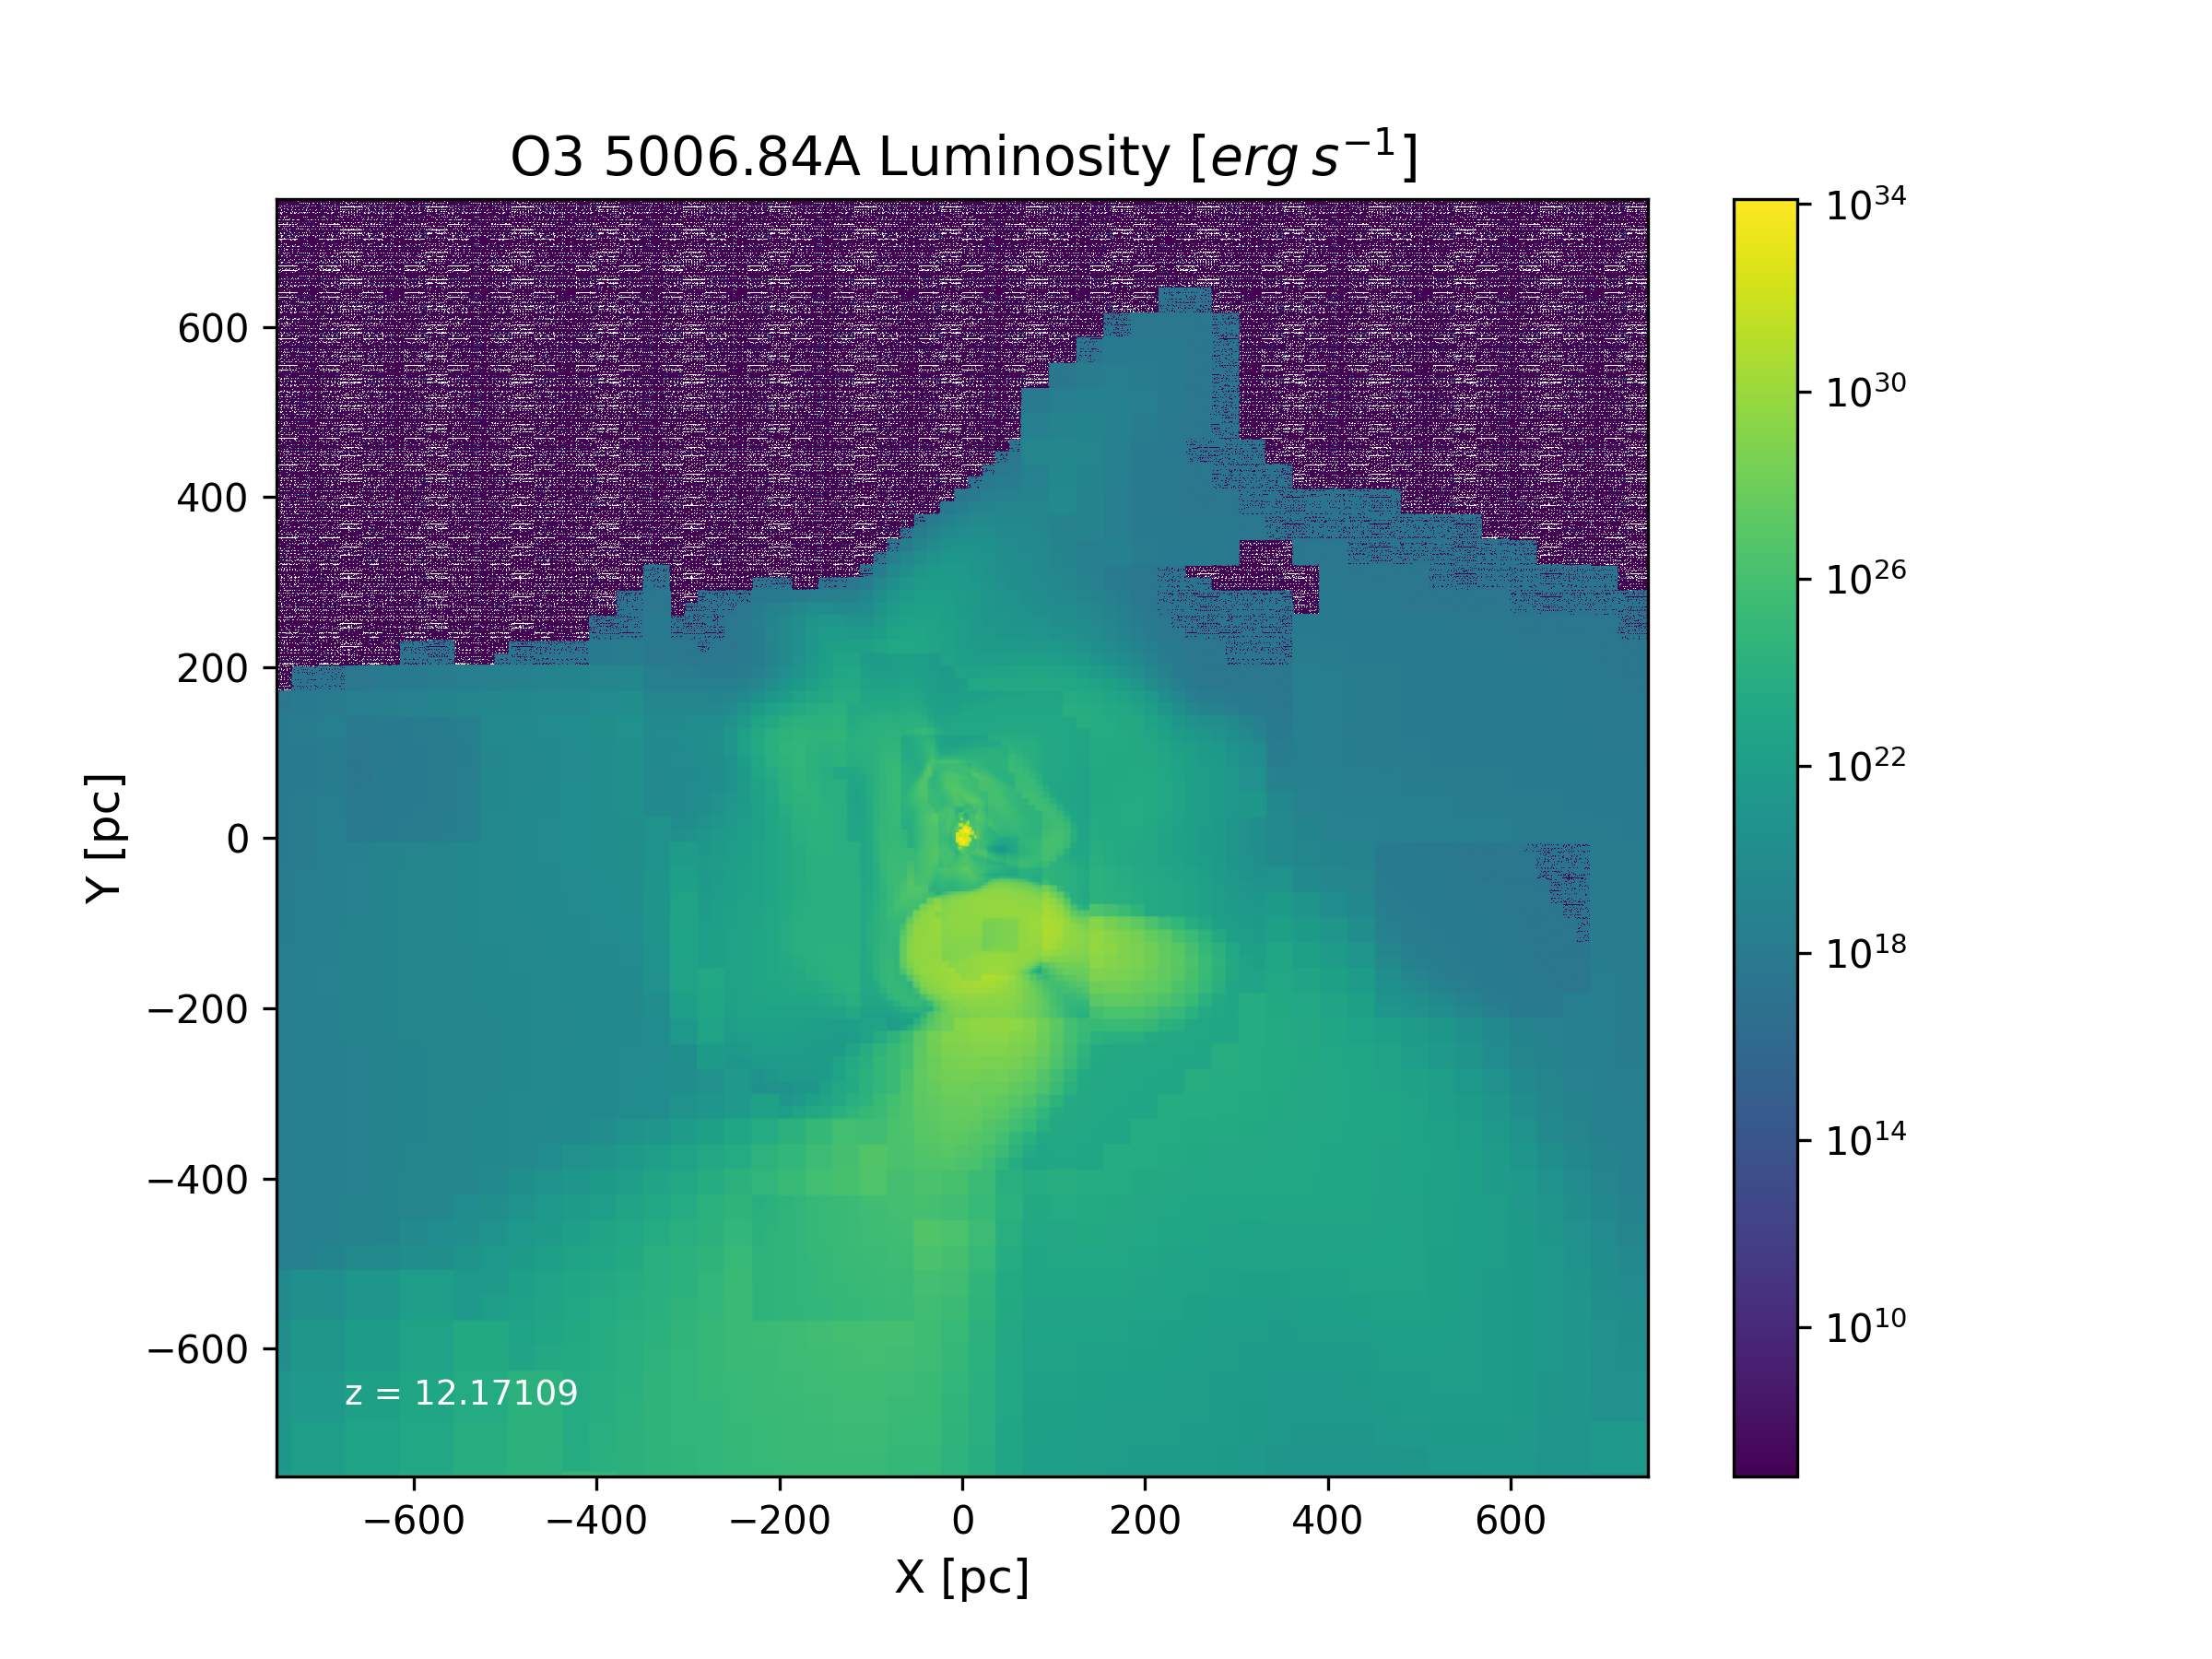 O3 5006.84A Luminosity [erg s⁻¹]
Y [pc]
600
400
200
0
−200
−400
−600
z = 12.17109
−600 −400 −200 0 200 400 600
X [pc]
10³⁴
10³⁰
10²⁶
10²²
10¹⁸
10¹⁴
10¹⁰